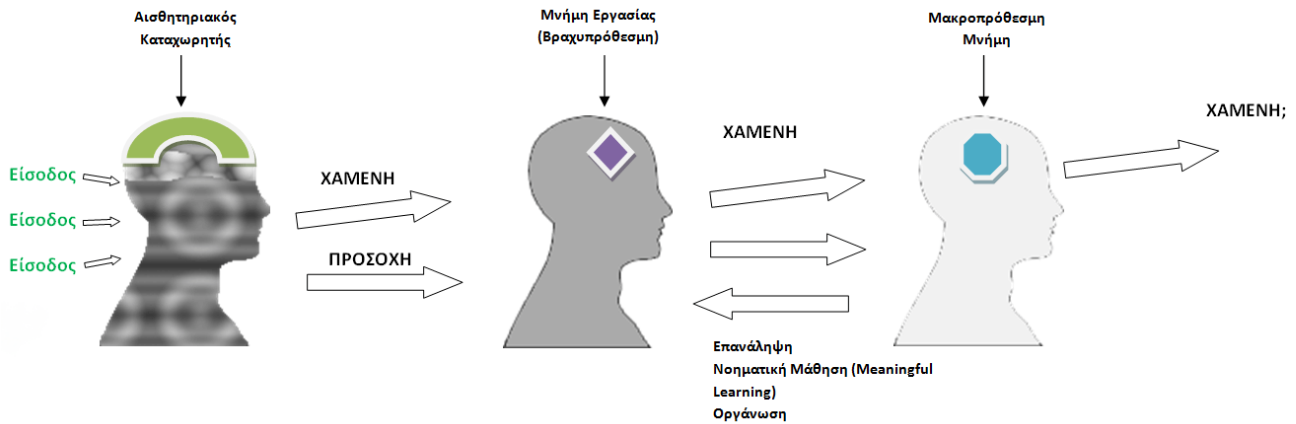 Αισθητηριακός
Καταχωρητής
Μνήμη Εργασίας
(Βραχυπρόθεσμη)
Μακροπρόθεσμη
Μνήμη
Είσοδος
Είσοδος
Είσοδος
ΧΑΜΕΝΗ
ΠΡΟΣΟΧΗ
ΧΑΜΕΝΗ
ΧΑΜΕΝΗ;
Επανάληψη
Νοηματική Μάθηση (Meaningful
Learning)
Οργάνωση